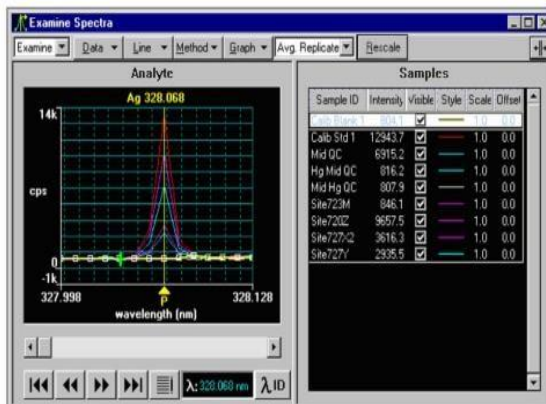 Examine Spectra
Examine Data Line Method Graph Avg. Replicate Rescale
Analyte
Ag 328.068
14k
cps
0
-1k
327.998 P 328.128
wavelength (nm)
λ: 328.068 nm λ ID
Samples
Sample ID Intensity Visible Style Scale Offset
Calib Blank 1 804.1 1.0 0.0
Calib Std 1 12943.7 1.0 0.0
Mid QC 6915.2 1.0 0.0
Hg Mid QC 816.2 1.0 0.0
Mid Hg QC 807.9 1.0 0.0
Site723M 846.1 1.0 0.0
Site720Z 9657.5 1.0 0.0
Site727X2 3616.3 1.0 0.0
Site727Y 2935.5 1.0 0.0